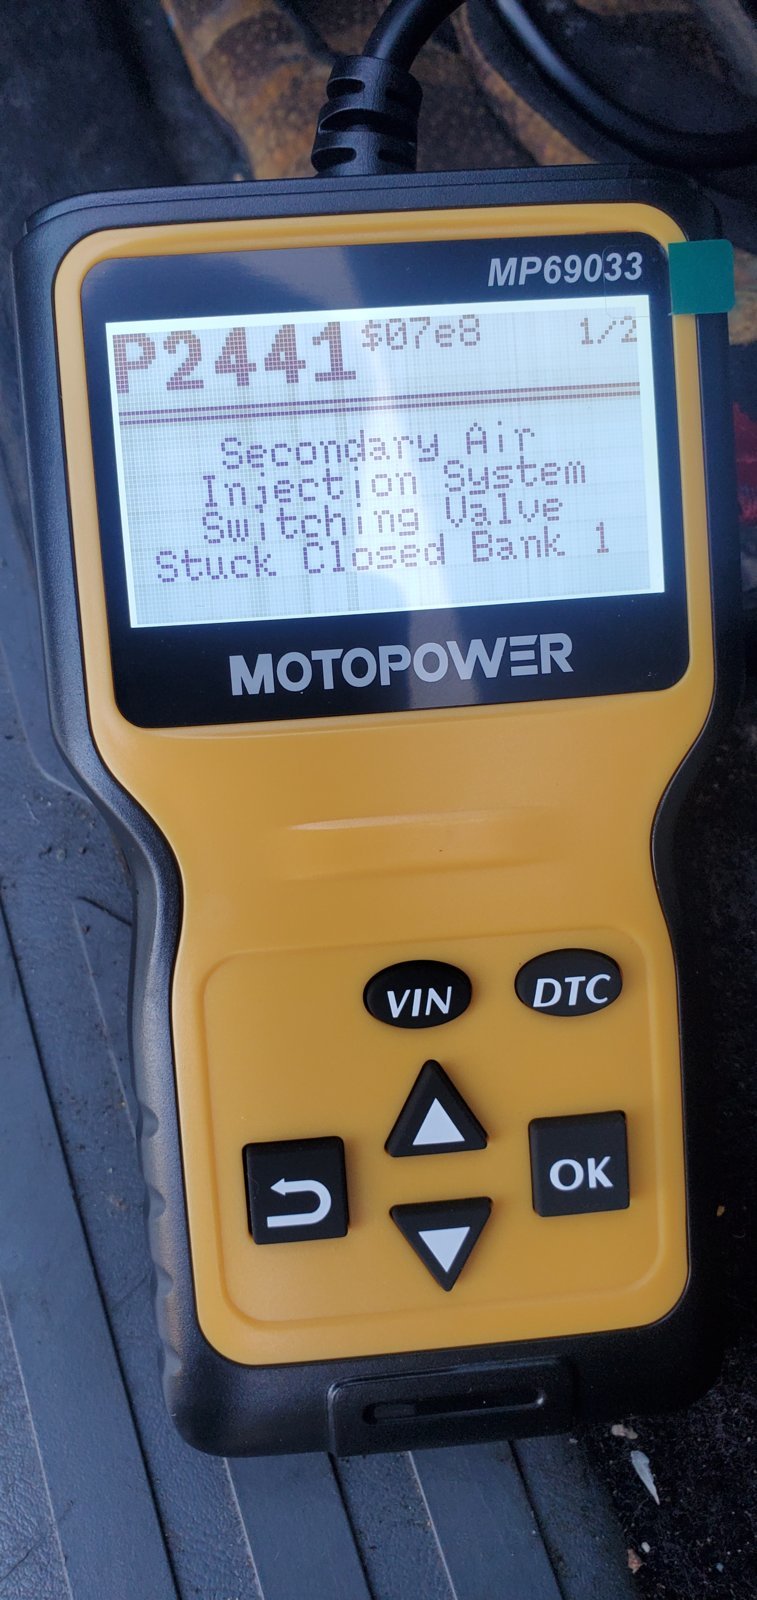 MP69033
P2441 $07e8 1/2
Secondary Air
Injection System
Switching Valve
Stuck Closed Bank 1
MOTOPOWER
VIN DTC
OK